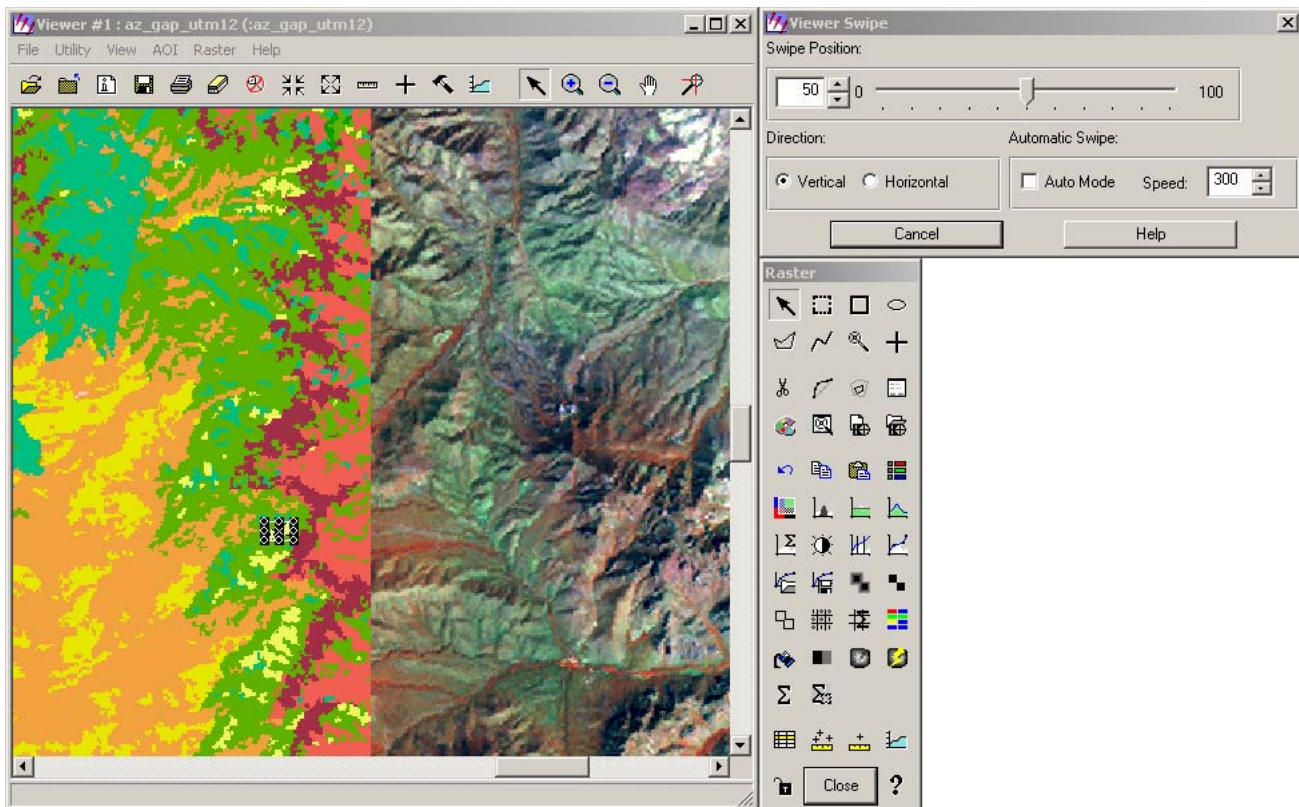 Viewer #1 : az_gap_utm12 (:az_gap_utm12)
File Utility View AOI Raster Help
Viewer Swipe
Swipe Position:
50 0 100
Direction: Automatic Swipe:
Vertical Horizontal Auto Mode Speed: 300
Cancel Help
Raster
Close ?